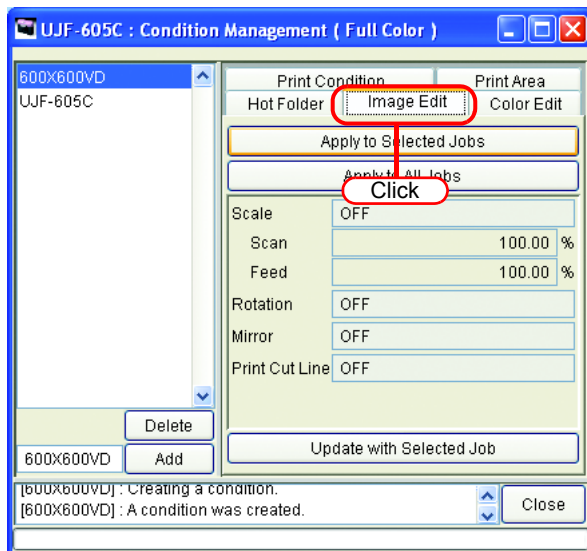 UJF-605C : Condition Management ( Full Color )
600X600VD
UJF-605C
Print Condition
Print Area
Hot Folder
Image Edit
Color Edit
Apply to Selected Jobs
Apply to All Jobs
Click
Scale OFF
Scan 100.00 %
Feed 100.00 %
Rotation OFF
Mirror OFF
Print Cut Line OFF
Delete
600X600VD
Add
Update with Selected Job
[600X600VD] : Creating a condition.
[600X600VD] : A condition was created.
Close